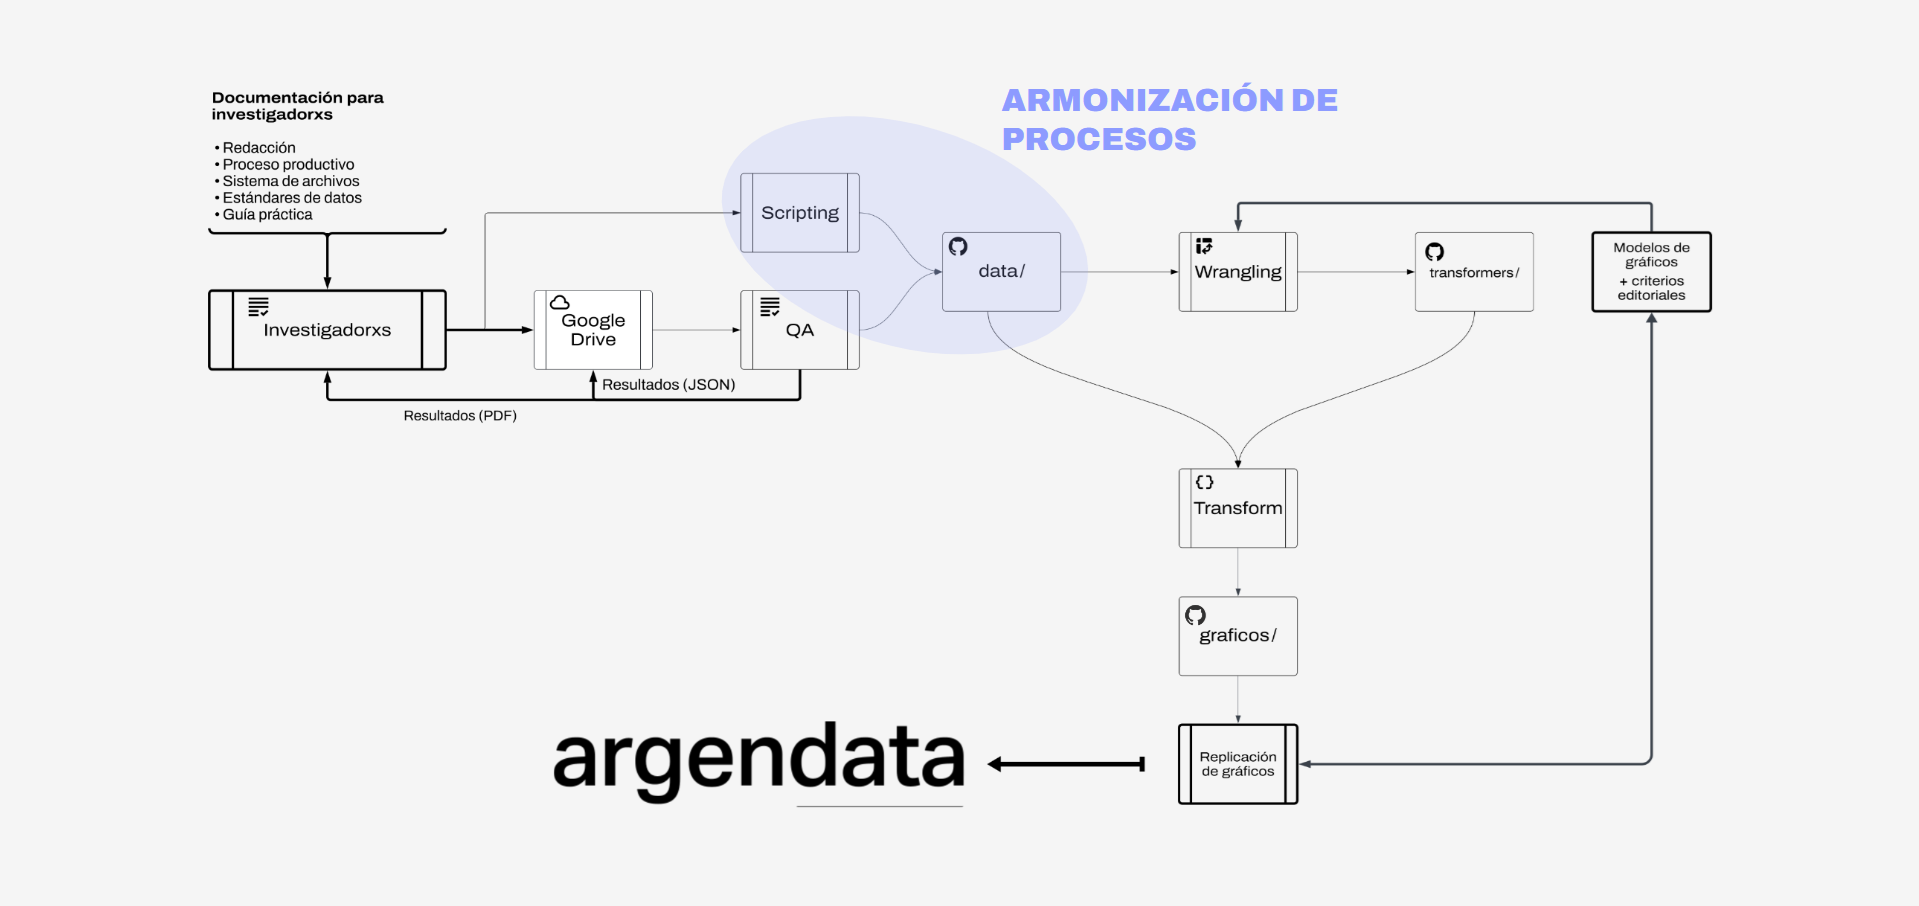 ARMONIZACIÓN DE
PROCESOS
Documentación para
investigadorxs
• Redacción
• Proceso productivo
• Sistema de archivos
• Estándares de datos
• Guía práctica
Investigadorxs
Google
Drive
Scripting
QA
Resultados (JSON)
Resultados (PDF)
data/
Wrangling
transformers/
Modelos de
gráficos
+ criterios
editoriales
Transform
graficos/
Replicación
de gráficos
argendata